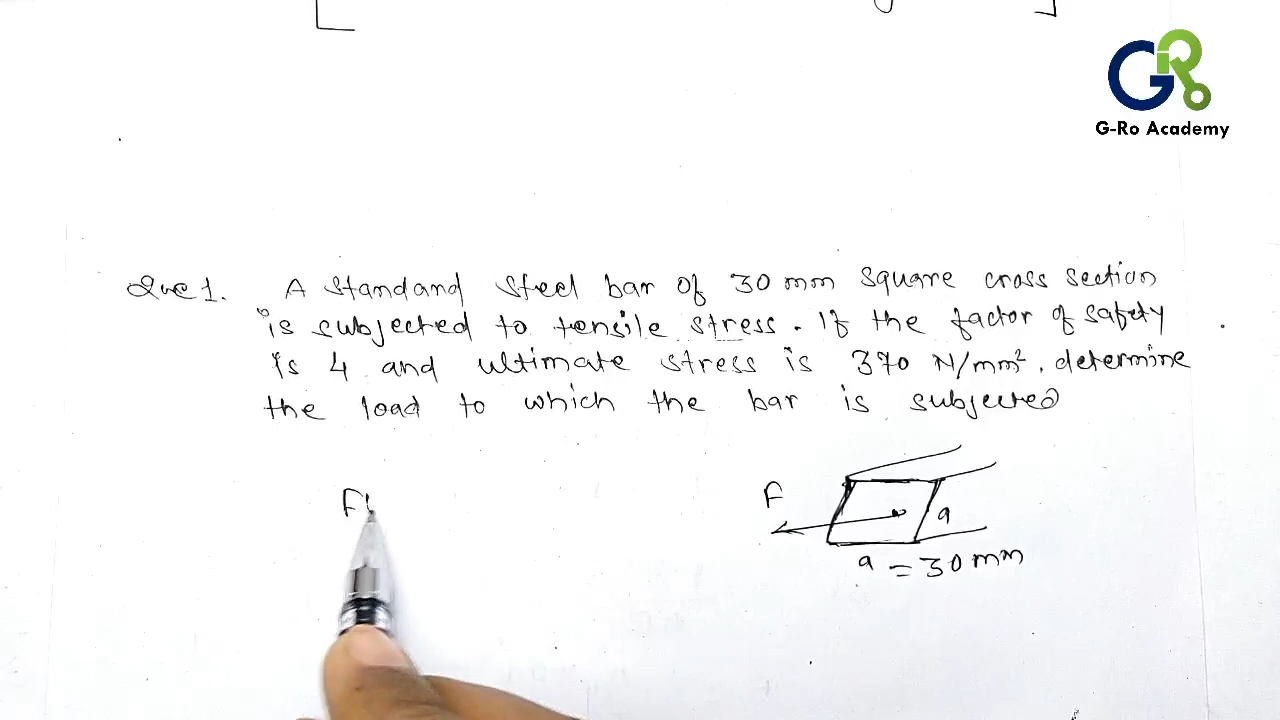 G-Ro Academy
Que 1. A standard steel bar of 30 mm square cross section
is subjected to tensile stress. If the factor of safety
is 4 and ultimate stress is 370 N/mm². determine
the load to which the bar is subjected
F
a
a = 30 mm